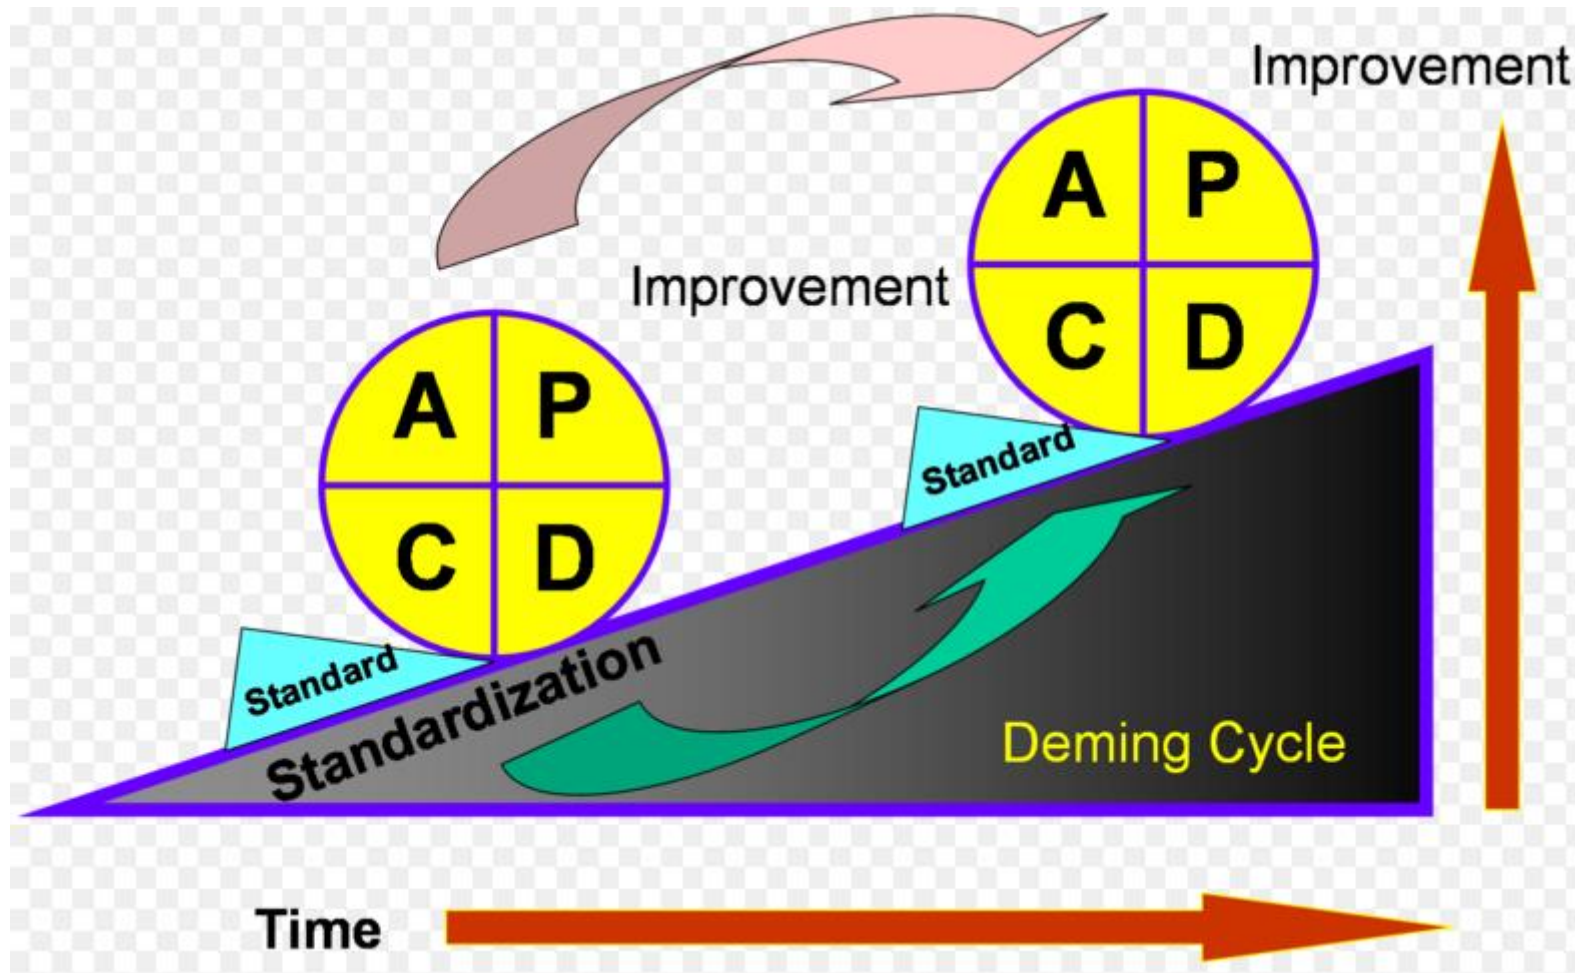 Improvement
Improvement
A P
C D
A P
C D
Standard
Standard
Standardization
Deming Cycle
Time